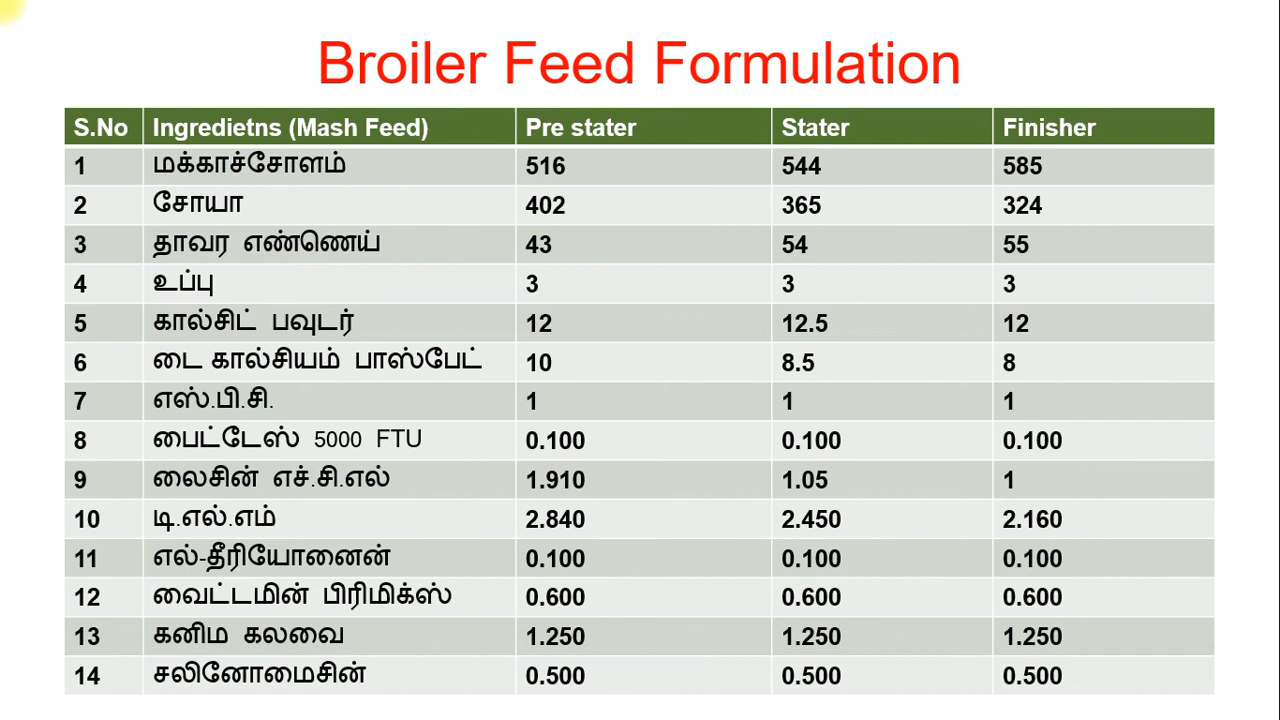 Broiler Feed Formulation
S.No Ingredietns (Mash Feed) Pre stater Stater Finisher
1 மக்காச்சோளம் 516 544 585
2 சோயா 402 365 324
3 தாவர எண்ணெய் 43 54 55
4 உப்பு 3 3 3
5 கால்சிட் பவுடர் 12 12.5 12
6 டை கால்சியம் பாஸ்பேட் 10 8.5 8
7 எஸ்.பி.சி. 1 1 1
8 பைட்டேஸ் 5000 FTU 0.100 0.100 0.100
9 லைசின் எச்.சி.எல் 1.910 1.05 1
10 டி.எல்.எம் 2.840 2.450 2.160
11 எல்-தீரியோனைன் 0.100 0.100 0.100
12 வைட்டமின் பிரிமிக்ஸ் 0.600 0.600 0.600
13 கனிம கலவை 1.250 1.250 1.250
14 சலினோமைசின் 0.500 0.500 0.500